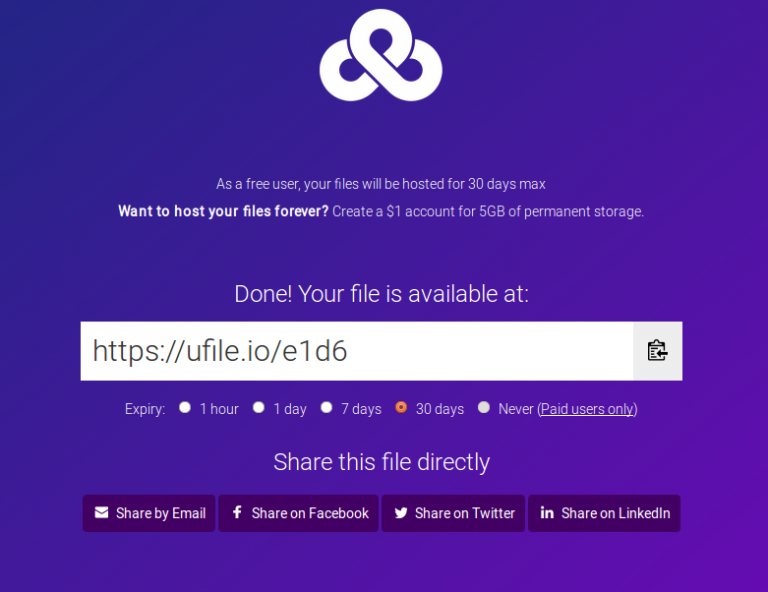 As a free user, your files will be hosted for 30 days max
Want to host your files forever? Create a $1 account for 5GB of permanent storage.
Done! Your file is available at:
https://ufile.io/e1d6
Expiry: 1 hour 1 day 7 days 30 days Never (Paid users only)
Share this file directly
Share by Email Share on Facebook Share on Twitter Share on LinkedIn